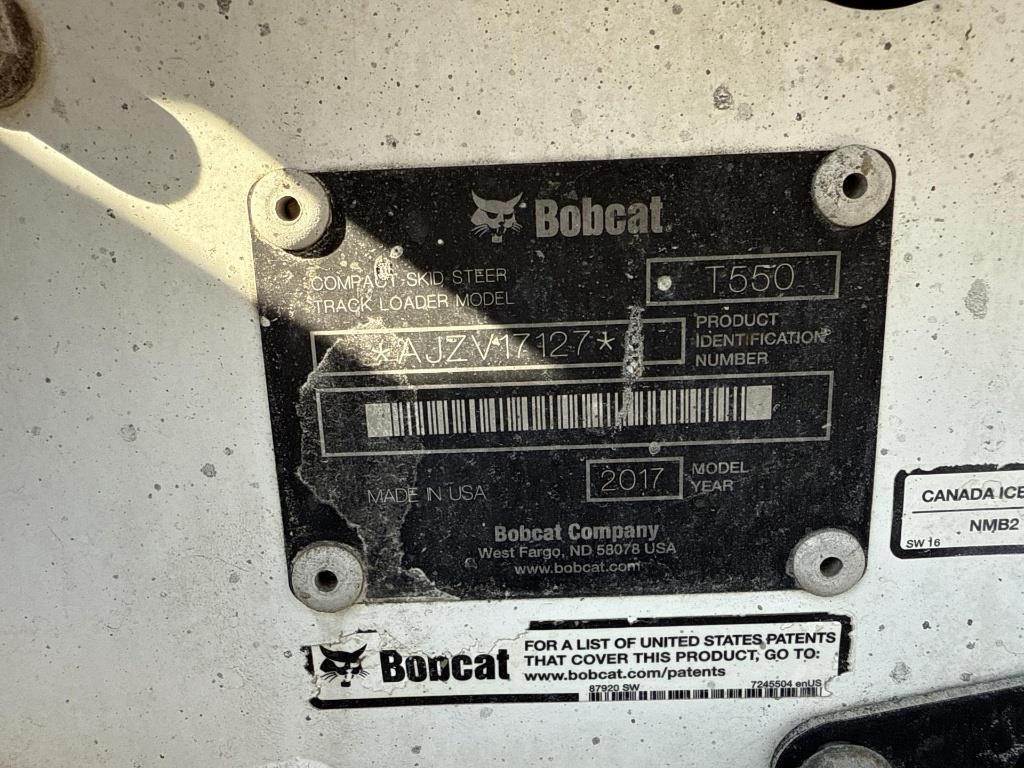 Bobcat
COMPACT SKID STEER
TRACK LOADER MODEL
T550
*AJZV17127*
PRODUCT
IDENTIFICATION
NUMBER
MADE IN USA
2017
MODEL
YEAR
Bobcat Company
West Fargo, ND 58078 USA
www.bobcat.com
CANADA ICE
NMB2
SW 16
Bobcat
FOR A LIST OF UNITED STATES PATENTS
THAT COVER THIS PRODUCT, GO TO:
www.bobcat.com/patents
87920 SW
7245504 enUS